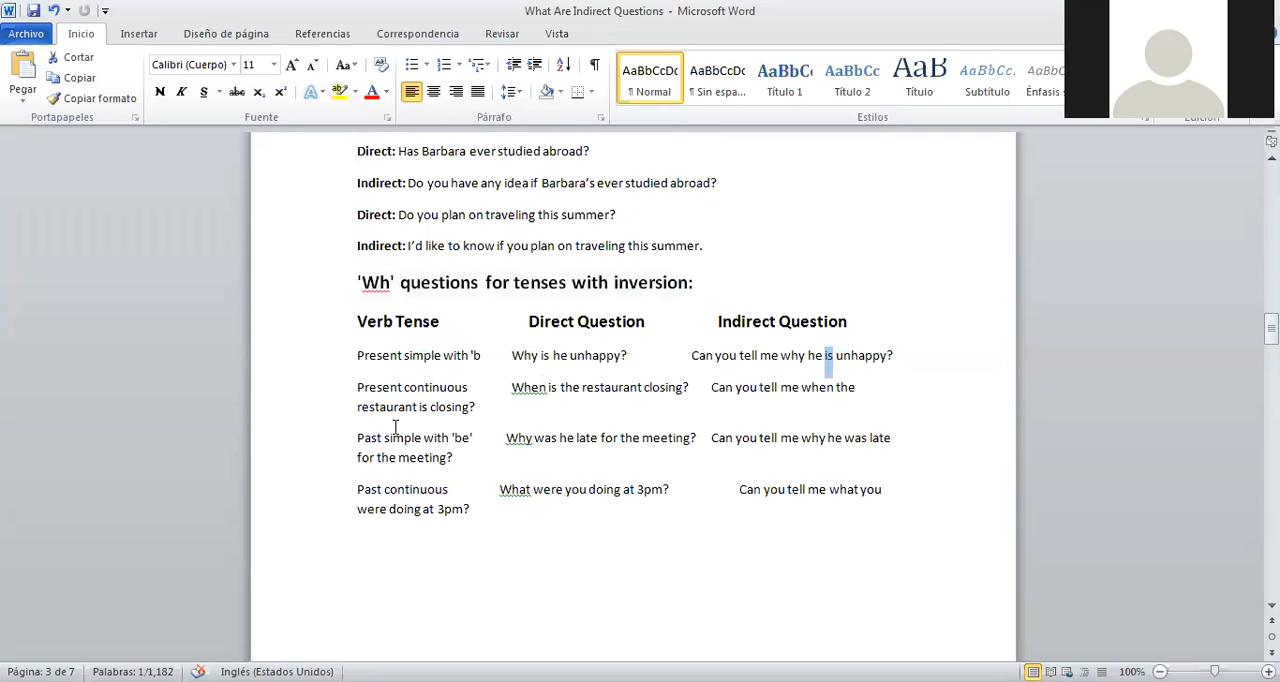 What Are Indirect Questions - Microsoft Word
Archivo Inicio Insertar Diseño de página Referencias Correspondencia Revisar Vista
Pegar Cortar Copiar Copiar formato
Calibri (Cuerpo) 11
AaBbCcDc AaBbCcDc AaBbC AaBbCc AaB AaBbCc AaBbCc
¶ Normal ¶ Sin espa... Título 1 Título 2 Título Subtítulo Énfasis
Portapapeles Fuente Párrafo Estilos
Direct: Has Barbara ever studied abroad?
Indirect: Do you have any idea if Barbara's ever studied abroad?
Direct: Do you plan on traveling this summer?
Indirect: I'd like to know if you plan on traveling this summer.
'Wh' questions for tenses with inversion:
Verb Tense Direct Question Indirect Question
Present simple with 'b Why is he unhappy? Can you tell me why he is unhappy?
Present continuous When is the restaurant closing? Can you tell me when the
restaurant is closing?
Past simple with 'be' Why was he late for the meeting? Can you tell me why he was late
for the meeting?
Past continuous What were you doing at 3pm? Can you tell me what you
were doing at 3pm?
Página: 3 de 7 Palabras: 1/1,182 Inglés (Estados Unidos) 100%